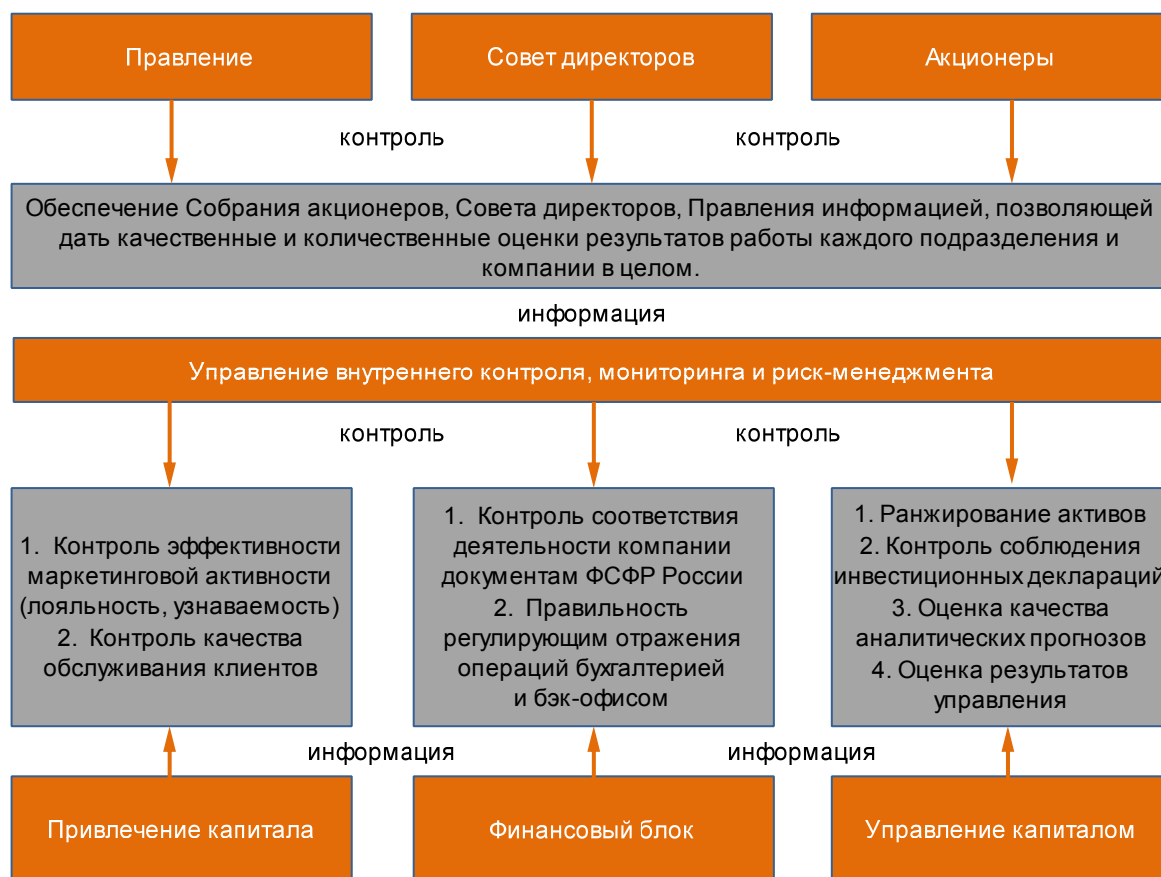 Правление
Совет директоров
Акционеры
контроль
контроль
Обеспечение Собрания акционеров, Совета директоров, Правления информацией, позволяющей
дать качественные и количественные оценки результатов работы каждого подразделения и
компании в целом.
информация
Управление внутреннего контроля, мониторинга и риск-менеджмента
контроль
контроль
1. Контроль эффективности
маркетинговой активности
(лояльность, узнаваемость)
2. Контроль качества
обслуживания клиентов
1. Контроль соответствия
деятельности компании
документам ФСФР России
2. Правильность
регулирующим отражения
операций бухгалтерией
и бэк-офисом
1. Ранжирование активов
2. Контроль соблюдения
инвестиционных деклараций
3. Оценка качества
аналитических прогнозов
4. Оценка результатов
управления
информация
информация
Привлечение капитала
Финансовый блок
Управление капиталом